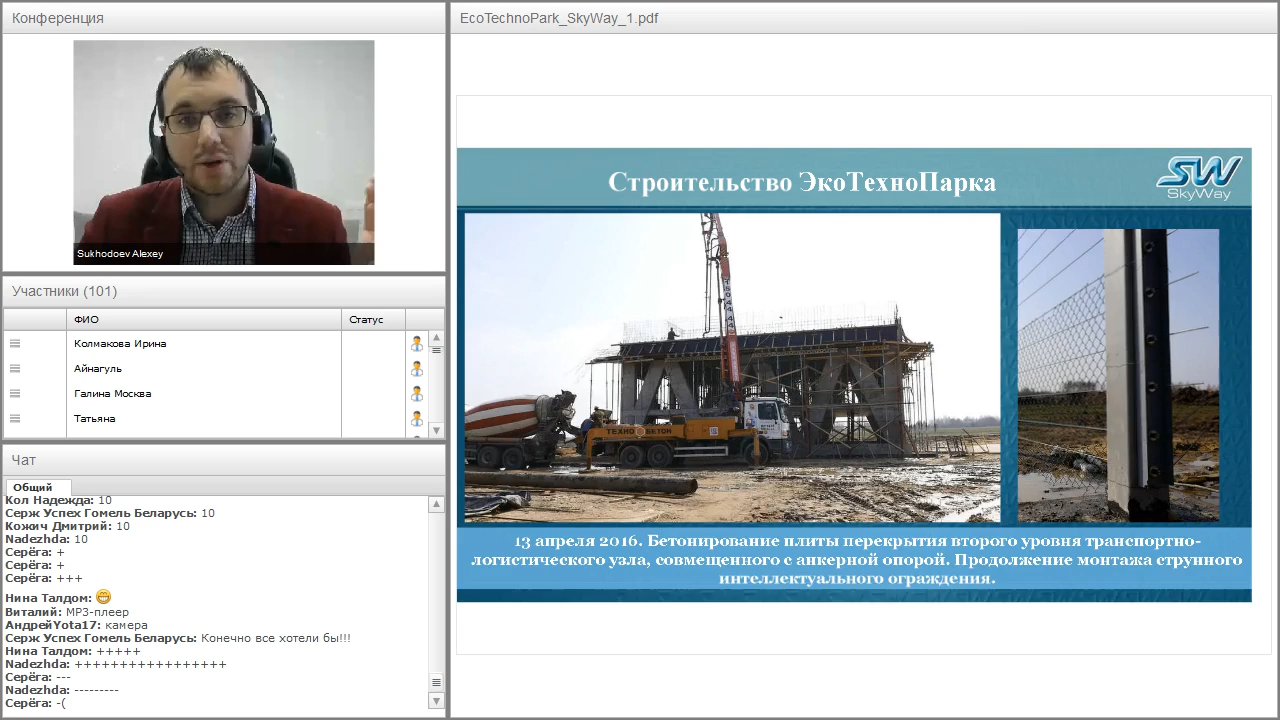 Конференция
Sukhodoev Alexey
Участники (101)
ФИО
Статус
Колмакова Ирина
Айнагуль
Галина Москва
Татьяна
Чат
Общий
Кол Надежда: 10
Серж Успех Гомель Беларусь: 10
Кожич Дмитрий: 10
Nadezhda: 10
Серёга: +
Серёга: +
Серёга: +++
Нина Талдом:
Виталий: МР3-плеер
АндрейYota17: камера
Серж Успех Гомель Беларусь: Конечно все хотели бы!!!
Нина Талдом: +++++
Nadezhda: +++++++++++++++++
Серёга: ---
Nadezhda: ---------
Серёга: -(
EcoTechnoPark_SkyWay_1.pdf
Строительство ЭкоТехноПарка
SW
SkyWay
ТЕХНО БЕТОН
13 апреля 2016. Бетонирование плиты перекрытия второго уровня транспортно-
логистического узла, совмещенного с анкерной опорой. Продолжение монтажа струнного
интеллектуального ограждения.